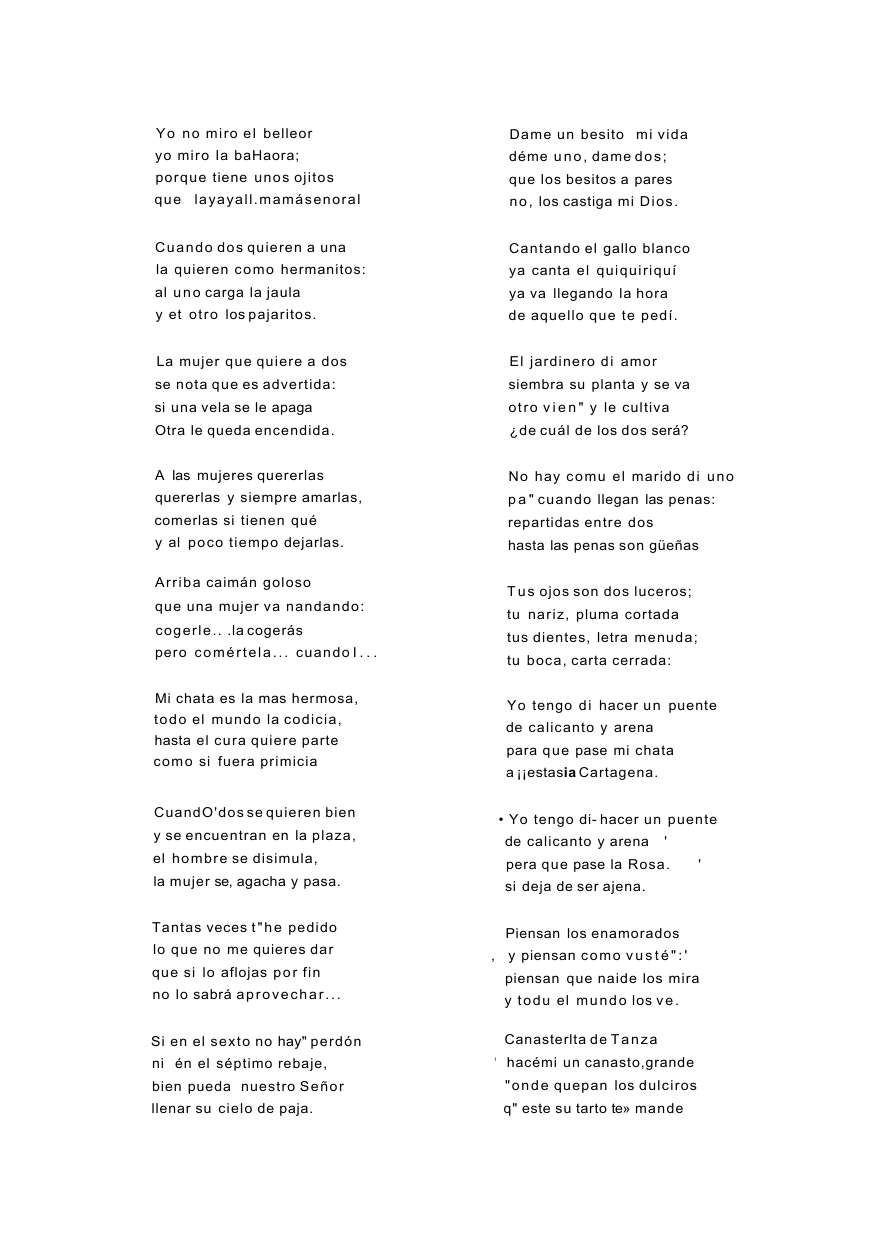 Yo no miro el belleor
yo miro la baHaora;
porque tiene unos ojitos
que layayall.mamásenoral
Cuando dos quieren a una
la quieren como hermanitos:
al uno carga la jaula
y et otro los pajaritos.
La mujer que quiere a dos
se nota que es advertida:
si una vela se le apaga
Otra le queda encendida.
A las mujeres quererlas
quererlas y siempre amarlas,
comerlas si tienen qué
y al poco tiempo dejarlas.
Arriba caimán goloso
que una mujer va nandando:
cogerle.. .la cogerás
pero comértela... cuandol...
Mi chata es la mas hermosa,
todo el mundo la codicia,
hasta el cura quiere parte
como si fuera primicia
CuandO'dos se quieren bien
y se encuentran en la plaza,
el hombre se disimula,
la mujer se, agacha y pasa.
Tantas veces t"he pedido
lo que no me quieres dar
que si lo aflojas por fin
no lo sabrá aprovechar...
Si en el sexto no hay" perdón
ni én el séptimo rebaje,
bien pueda nuestro Señor
llenar su cielo de paja.
Dame un besito mi vida
déme uno, dame dos;
que los besitos a pares
no, los castiga mi Dios.
Cantando el gallo blanco
ya canta el quiquiriquí
ya va llegando la hora
de aquello que te pedí.
El jardinero di amor
siembra su planta y se va
otro vien" y le cultiva
¿de cuál de los dos será?
No hay comu el marido di uno
pa" cuando llegan las penas:
repartidas entre dos
hasta las penas son güeñas
Tus ojos son dos luceros;
tu nariz, pluma cortada
tus dientes, letra menuda;
tu boca, carta cerrada:
Yo tengo di hacer un puente
de calicanto y arena
para que pase mi chata
a ¡¡estasia Cartagena.
• Yo tengo di- hacer un puente
de calicanto y arena '
pera que pase la Rosa. '
si deja de ser ajena.
Piensan los enamorados
, y piensan como vusté":'
piensan que naide los mira
y todu el mundo los ve.
Canasterlta de Tanza
' hacémi un canasto,grande
"onde quepan los dulciros
q" este su tarto te» mande